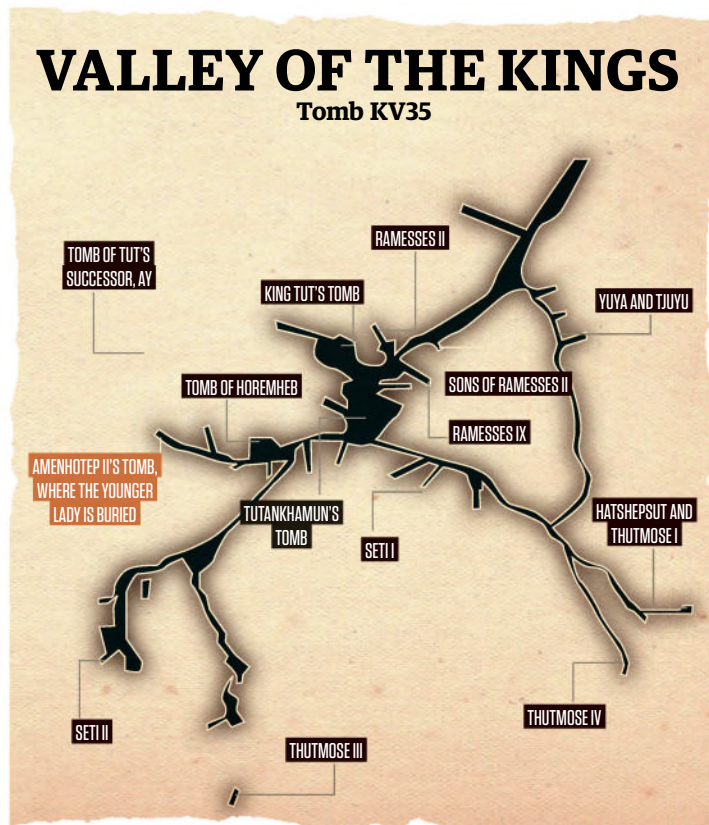 VALLEY OF THE KINGS
Tomb KV35
RAMESSES II
TOMB OF TUT'S
SUCCESSOR, AY
KING TUT'S TOMB
YUYA AND TJUYU
TOMB OF HOREMHEB
SONS OF RAMESSES II
RAMESSES IX
AMENHOTEP II'S TOMB,
WHERE THE YOUNGER
LADY IS BURIED
TUTANKHAMUN'S
TOMB
HATSHEPSUT AND
THUTMOSE I
SETI I
THUTMOSE IV
SETI II
THUTMOSE III